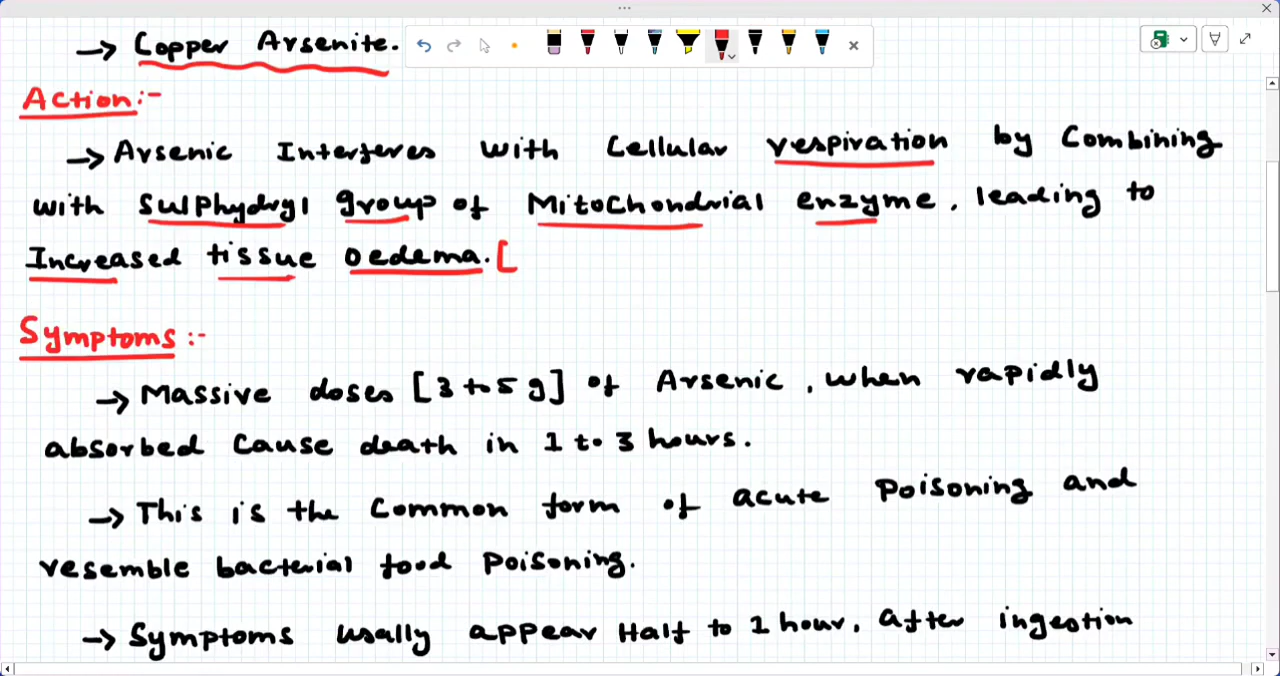 → Copper Arsenite.
Action:-
→ Arsenic Interferes with Cellular respiration by Combining
with Sulphydryl group of Mitochondrial enzyme, leading to
Increased tissue oedema. [
Symptoms:-
→ Massive doses [3 to 5 g] of Arsenic, when rapidly
absorbed Cause death in 1 to 3 hours.
→ This is the Common form of acute Poisoning and
resemble bacterial food Poisoning.
→ Symptoms usally appear Half to 1 hour, After ingestion